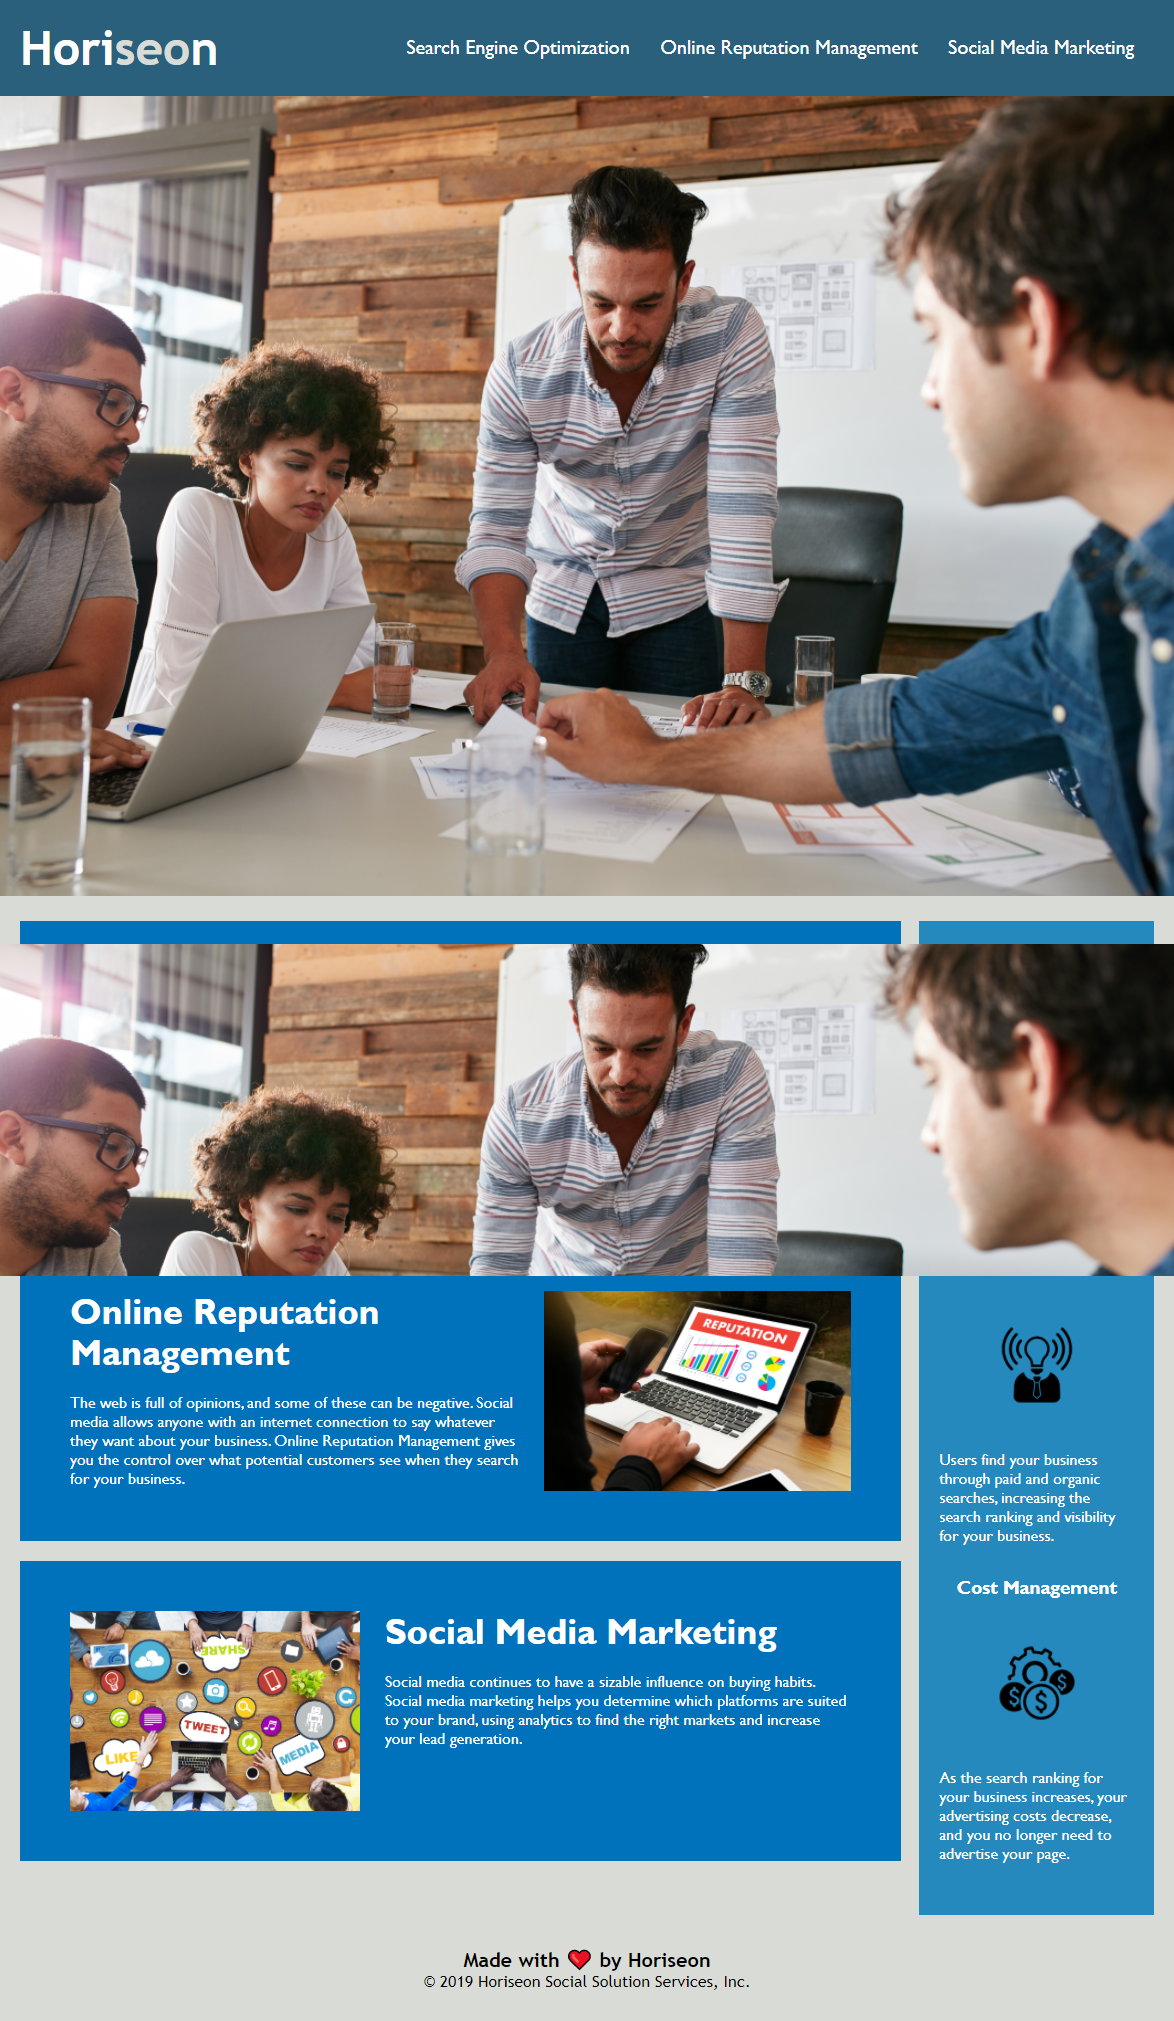 Horiseon
Search Engine Optimization
Online Reputation Management
Social Media Marketing
Online Reputation
Management
The web is full of opinions, and some of these can be negative. Social
media allows anyone with an internet connection to say whatever
they want about your business. Online Reputation Management gives
you the control over what potential customers see when they search
for your business.
REPUTATION
Social Media Marketing
Social media continues to have a sizable influence on buying habits.
Social media marketing helps you determine which platforms are suited
to your brand, using analytics to find the right markets and increase
your lead generation.
SHARE
TWEET
LIKE
MEDIA
Users find your business
through paid and organic
searches, increasing the
search ranking and visibility
for your business.
Cost Management
$ $ $
As the search ranking for
your business increases, your
advertising costs decrease,
and you no longer need to
advertise your page.
Made with ❤️ by Horiseon
© 2019 Horiseon Social Solution Services, Inc.